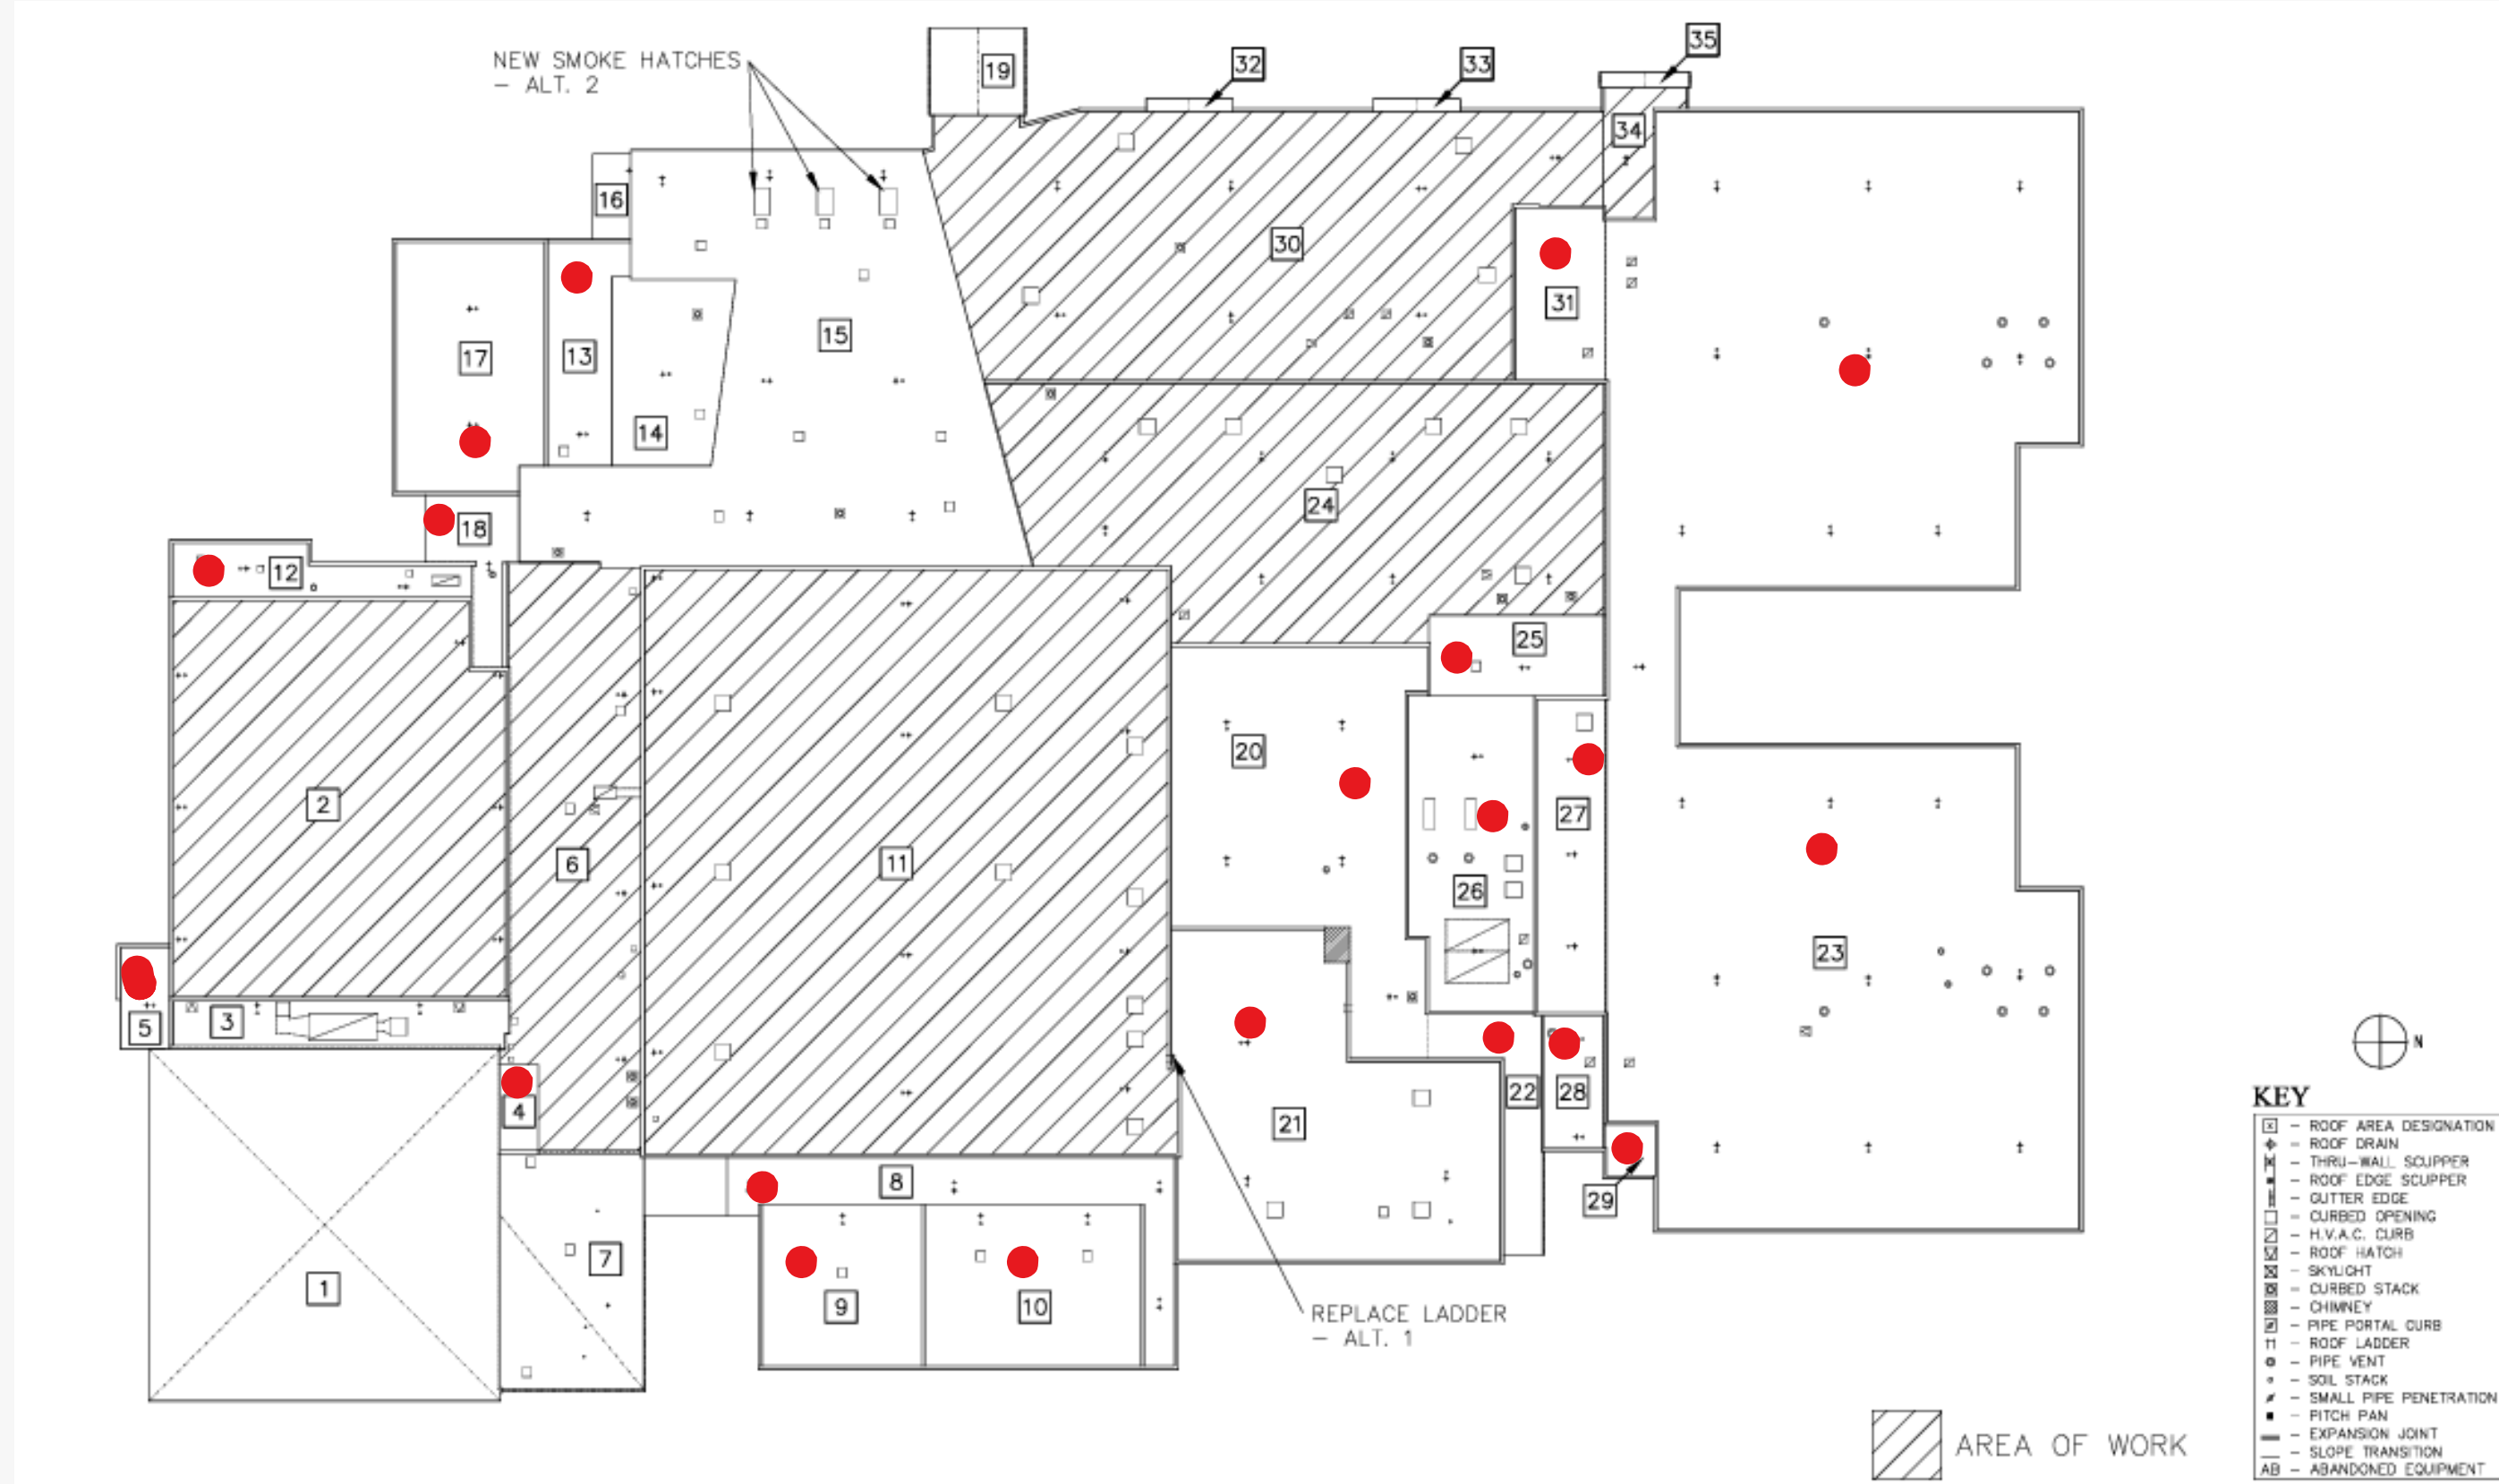 35
19
NEW SMOKE HATCHES
– ALT. 2
32
33
34
16
30
31
15
17
13
14
24
18
12
25
20
2
27
6
11
26
23
3
5
N
KEY
4
22
28
21
X – ROOF AREA DESIGNATION
– ROOF DRAIN
– THRU-WALL SCUPPER
8
– ROOF EDGE SCUPPER
29
– GUTTER EDGE
– CURBED OPENING
– H.V.A.C. CURB
7
– ROOF HATCH
– SKYLIGHT
1
– CURBED STACK
9
10
– CHIMNEY
REPLACE LADDER
– ALT. 1
– PIPE PORTAL CURB
– ROOF LADDER
– PIPE VENT
– SOIL STACK
– SMALL PIPE PENETRATION
– PITCH PAN
– EXPANSION JOINT
AREA OF WORK
– SLOPE TRANSITION
AB – ABANDONED EQUIPMENT